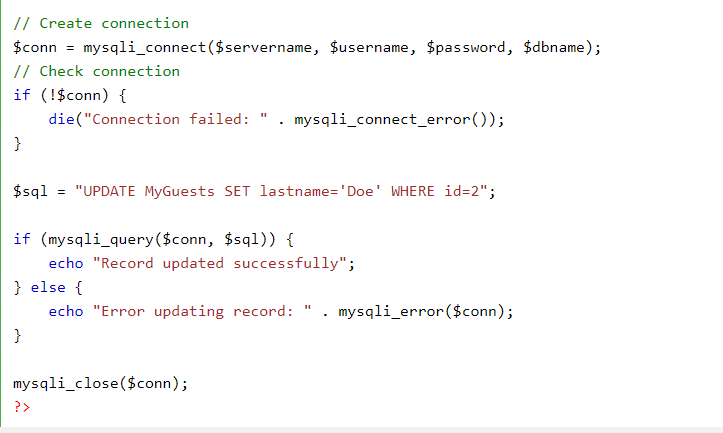 // Create connection
$conn = mysqli_connect($servername, $username, $password, $dbname);
// Check connection
if (!$conn) {
    die("Connection failed: " . mysqli_connect_error());
}

$sql = "UPDATE MyGuests SET lastname='Doe' WHERE id=2";

if (mysqli_query($conn, $sql)) {
    echo "Record updated successfully";
} else {
    echo "Error updating record: " . mysqli_error($conn);
}

mysqli_close($conn);
?>